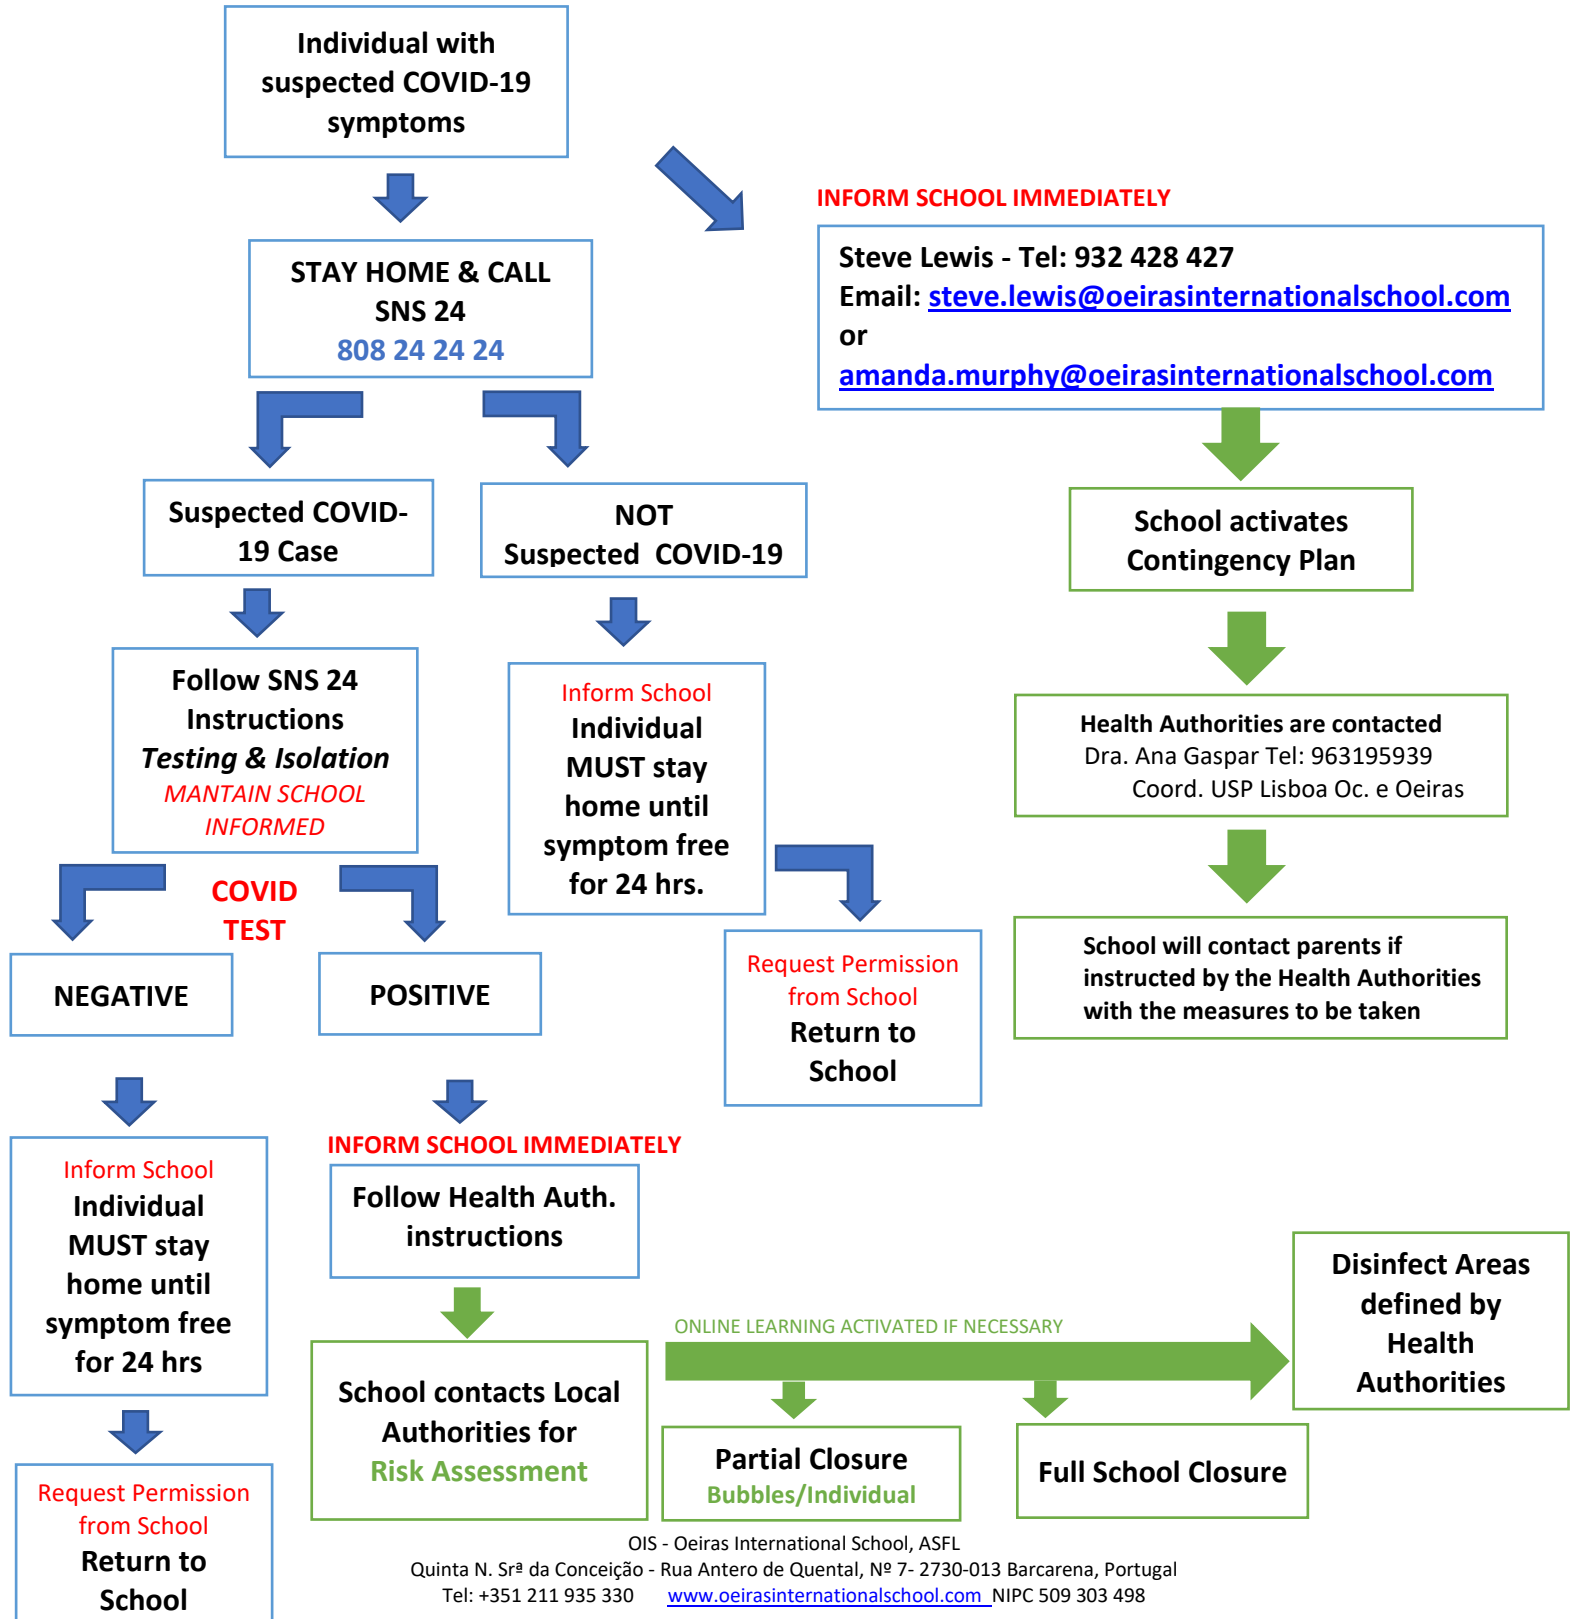 Individual with
suspected COVID-19
symptoms
INFORM SCHOOL IMMEDIATELY
Steve Lewis - Tel: 932 428 427
Email: steve.lewis@oeirasinternationalschool.com
or
amanda.murphy@oeirasinternationalschool.com
STAY HOME & CALL
SNS 24
808 24 24 24
Suspected COVID-
19 Case
NOT
Suspected  COVID-19
School activates
Contingency Plan
Follow SNS 24
Instructions
Testing & Isolation
MANTAIN SCHOOL
INFORMED
Inform School
Individual
MUST stay
home until
symptom free
for 24 hrs.
Health Authorities are contacted
Dra. Ana Gaspar Tel: 963195939
Coord. USP Lisboa Oc. e Oeiras
COVID
TEST
NEGATIVE
POSITIVE
Request Permission
from School
Return to
School
School will contact parents if
instructed by the Health Authorities
with the measures to be taken
Inform School
Individual
MUST stay
home until
symptom free
for 24 hrs
INFORM SCHOOL IMMEDIATELY
Follow Health Auth.
instructions
School contacts Local
Authorities for
Risk Assessment
ONLINE LEARNING ACTIVATED IF NECESSARY
Disinfect Areas
defined by
Health
Authorities
Partial Closure
Bubbles/Individual
Full School Closure
Request Permission
from School
Return to
School
OIS - Oeiras International School, ASFL
Quinta N. Srª da Conceição - Rua Antero de Quental, Nº 7- 2730-013 Barcarena, Portugal
Tel: +351 211 935 330     www.oeirasinternationalschool.com  NIPC 509 303 498